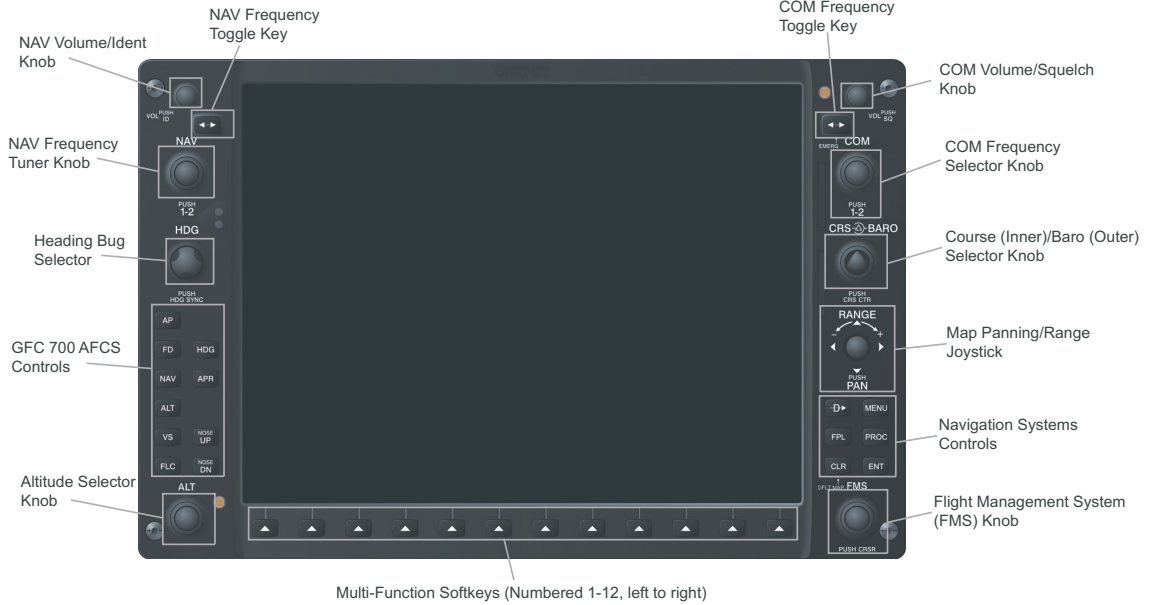 NAV Frequency
Toggle Key
COM Frequency
Toggle Key
NAV Volume/Ident
Knob
COM Volume/Squelch
Knob
VOL PUSH
ID
VOL PUSH
SQ
EMERG
NAV Frequency
Tuner Knob
NAV
PUSH
1-2
COM
PUSH
1-2
COM Frequency
Selector Knob
Heading Bug
Selector
HDG
PUSH
HDG SYNC
CRS BARO
PUSH
CRS CTR
Course (Inner)/Baro (Outer)
Selector Knob
GFC 700 AFCS
Controls
AP
FD HDG
NAV APR
ALT
VS NOSE UP
FLC NOSE DN
RANGE
- +
PUSH
PAN
Map Panning/Range
Joystick
D MENU
FPL PROC
CLR ENT
DFLT MAP
Navigation Systems
Controls
Altitude Selector
Knob
ALT
FMS
PUSH CRSR
Flight Management System
(FMS) Knob
Multi-Function Softkeys (Numbered 1-12, left to right)